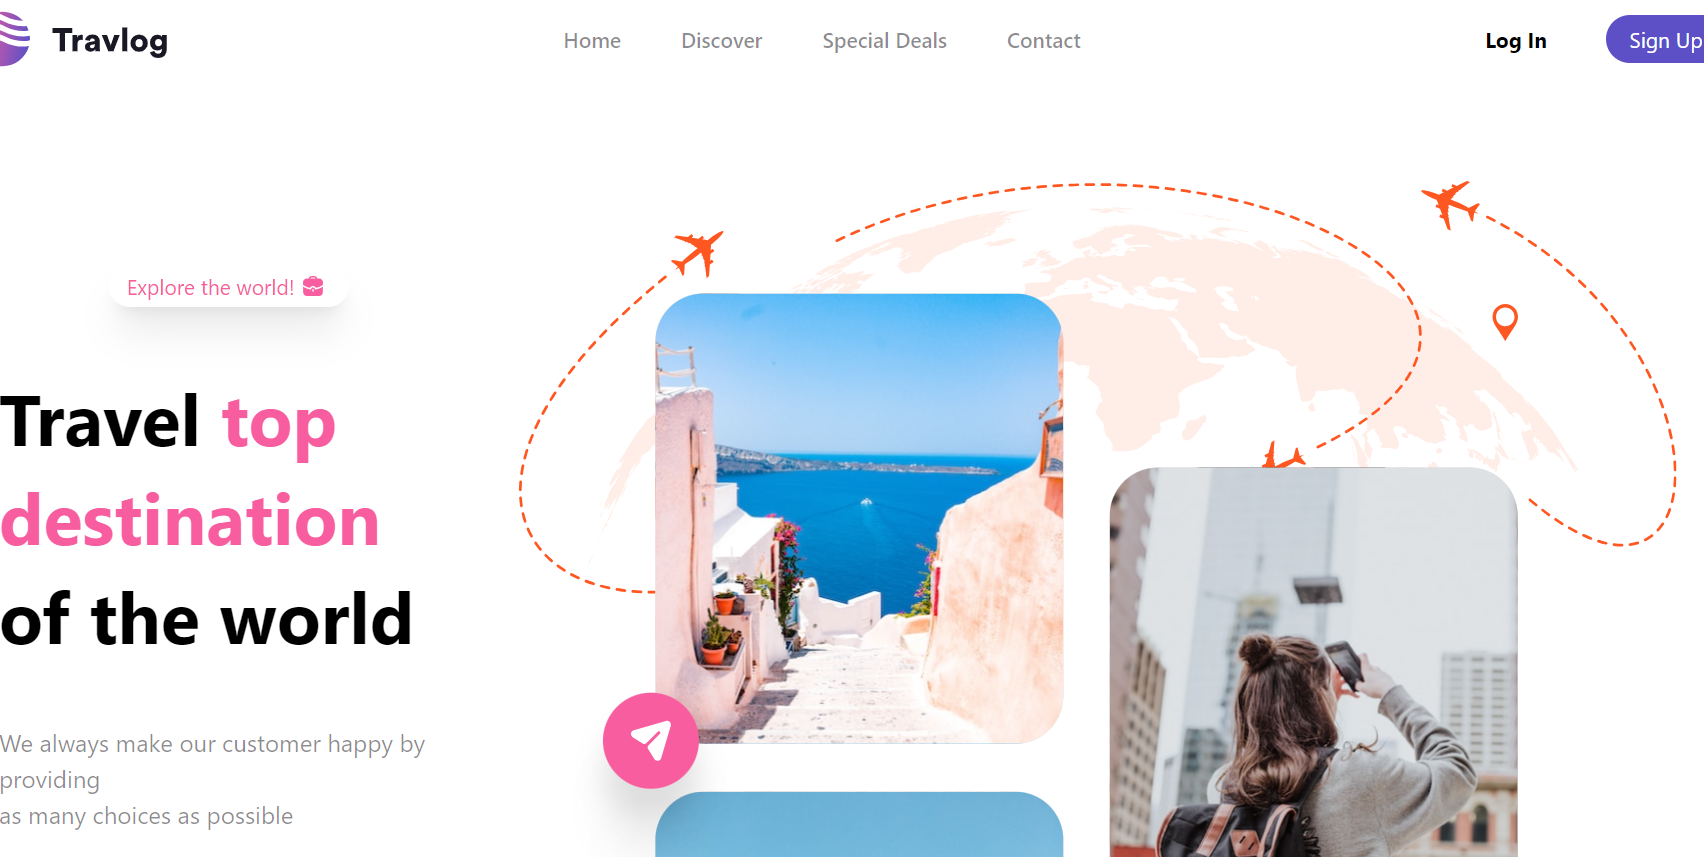 Travlog
Home
Discover
Special Deals
Contact
Log In
Sign Up
Explore the world!
Travel top
destination
of the world
We always make our customer happy by
providing
as many choices as possible